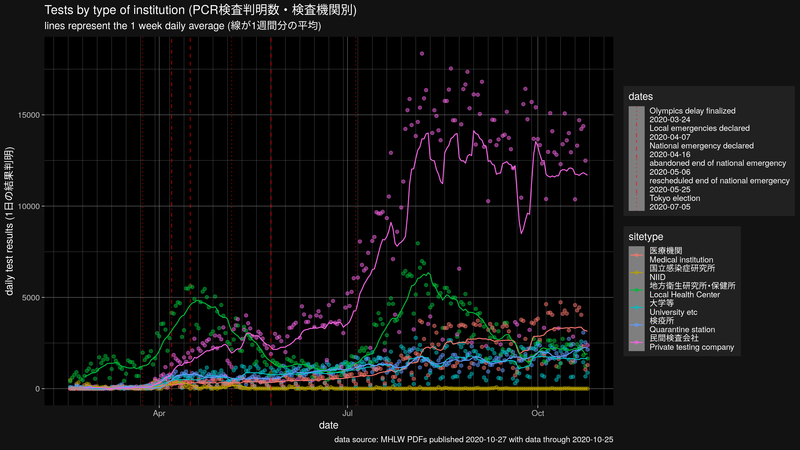 Tests by type of institution (PCR検査判明数・検査機関別)
lines represent the 1 week daily average (線が1週間分の平均)
daily test results (1日の結果判明)
15000
10000
5000
0
Apr
Jul
Oct
date
data source: MHLW PDFs published 2020-10-27 with data through 2020-10-25
dates
Olympics delay finalized
2020-03-24
Local emergencies declared
2020-04-07
National emergency declared
2020-04-16
abandoned end of national emergency
2020-05-06
rescheduled end of national emergency
2020-05-25
Tokyo election
2020-07-05
sitetype
医療機関
Medical institution
国立感染症研究所
NIID
地方衛生研究所・保健所
Local Health Center
大学等
University etc
検疫所
Quarantine station
民間検査会社
Private testing company